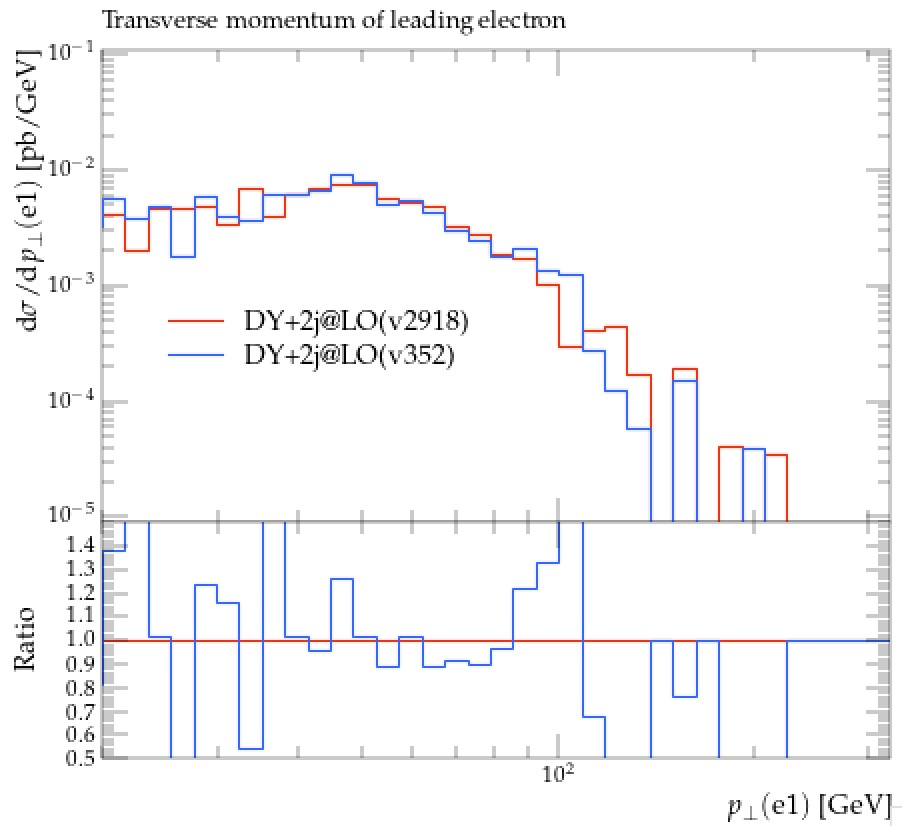 Transverse momentum of leading electron
dσ/dp⊥(e1) [pb/GeV]
10⁻¹
10⁻²
10⁻³
10⁻⁴
10⁻⁵
DY+2j@LO(v2918)
DY+2j@LO(v352)
Ratio
1.4
1.3
1.2
1.1
1.0
0.9
0.8
0.7
0.6
0.5
10²
p⊥(e1) [GeV]